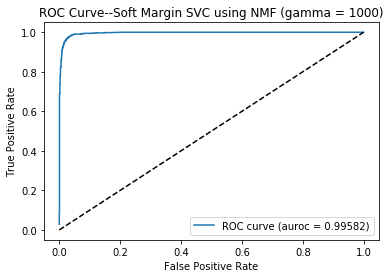 ROC Curve--Soft Margin SVC using NMF (gamma = 1000)
True Positive Rate
1.0
0.8
0.6
0.4
0.2
0.0
ROC curve (auroc = 0.99582)
0.0 0.2 0.4 0.6 0.8 1.0
False Positive Rate